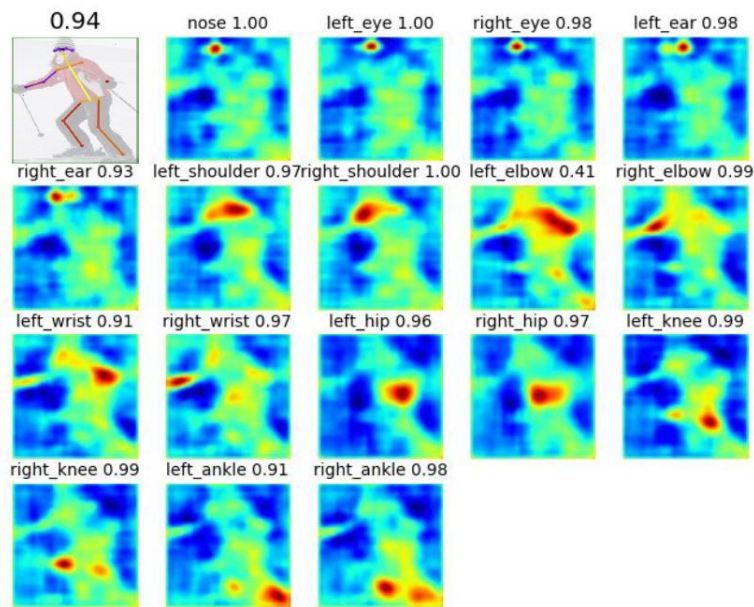 0.94 nose 1.00 left_eye 1.00 right_eye 0.98 left_ear 0.98
right_ear 0.93 left_shoulder 0.97 right_shoulder 1.00 left_elbow 0.41 right_elbow 0.99
left_wrist 0.91 right_wrist 0.97 left_hip 0.96 right_hip 0.97 left_knee 0.99
right_knee 0.99 left_ankle 0.91 right_ankle 0.98